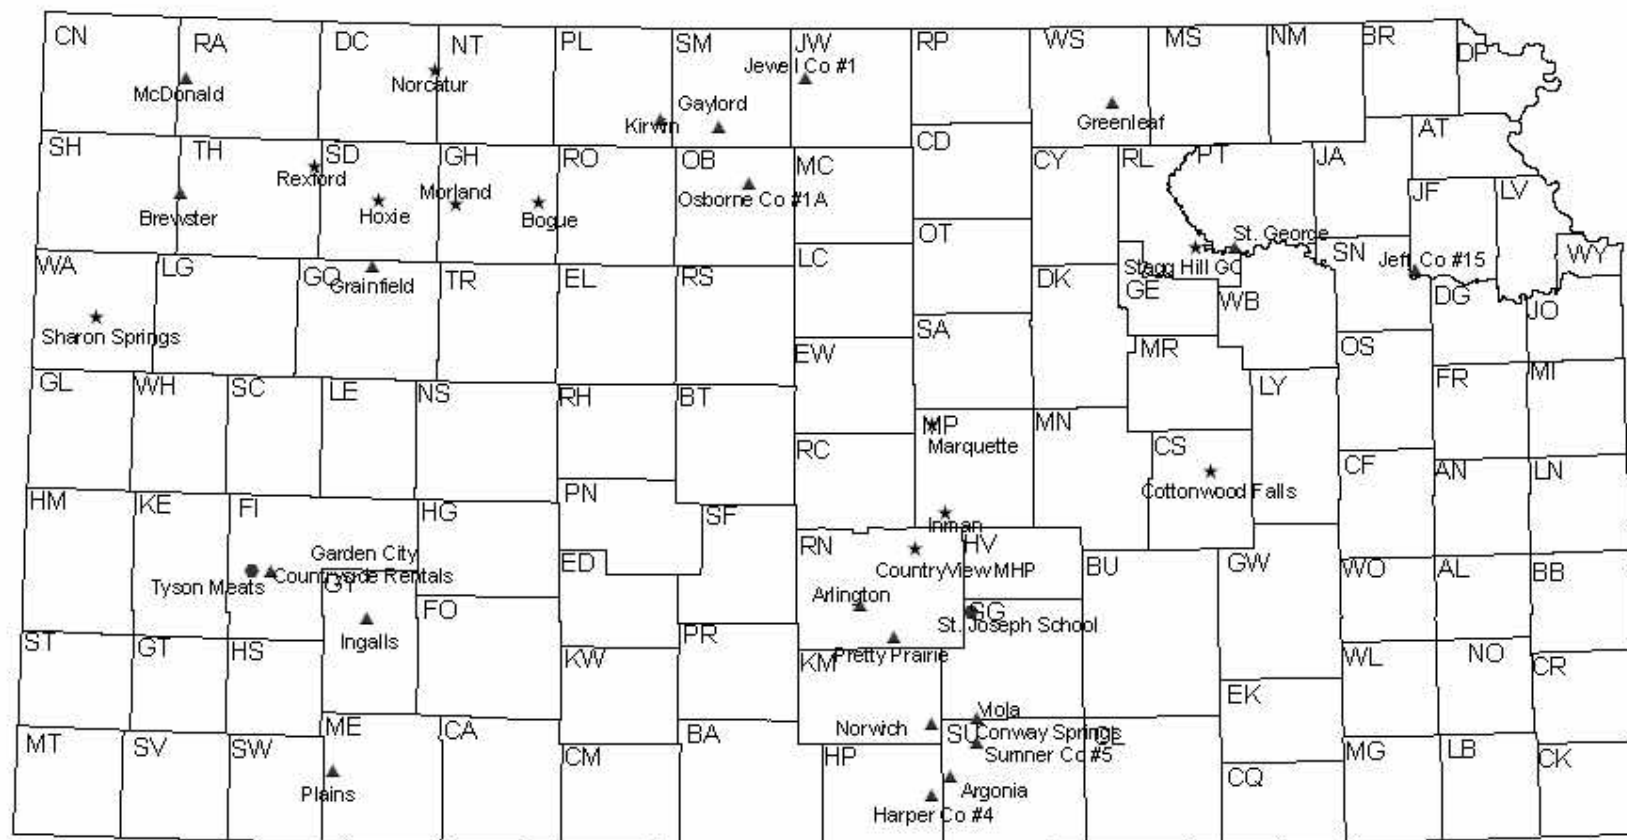 CN RA DC NT PL SM JW RP WS MS NM BR DP
McDonald Norcatur Jewell Co #1
Kirwin Gaylord Greenleaf
AT
SH TH SD GH RO OB MC CD CY RL PT JA
Rexford Morland JF LV
Brewster Hoxie Bogue Osborne Co #1A
OT St. George
WA LG GO TR EL RS LC DK Stagg Hill GC SN Jeff Co #15 WY
Grainfield GE WB DG JO
Sharon Springs SA
EW MR OS
GL WH SC LE NS RH BT LY FR MI
MP MN
Marquette
RC CS CF AN LN
Cottonwood Falls
HM KE FI HG PN SF Inman
RN HV
Garden City ED CountryView MHP BU GW WO AL BB
Tyson Meats Countryside Rentals
GT FO Arlington SG
St. Joseph School
Ingalls
ST GT HS KW PR KM Pretty Prairie WL NO CR
EK
Mola
MT SV SW ME CA CM BA Norwich SU Conway Springs CL
HP Sumner Co #5 MG LB CK
Plains Argonia CQ
Harper Co #4